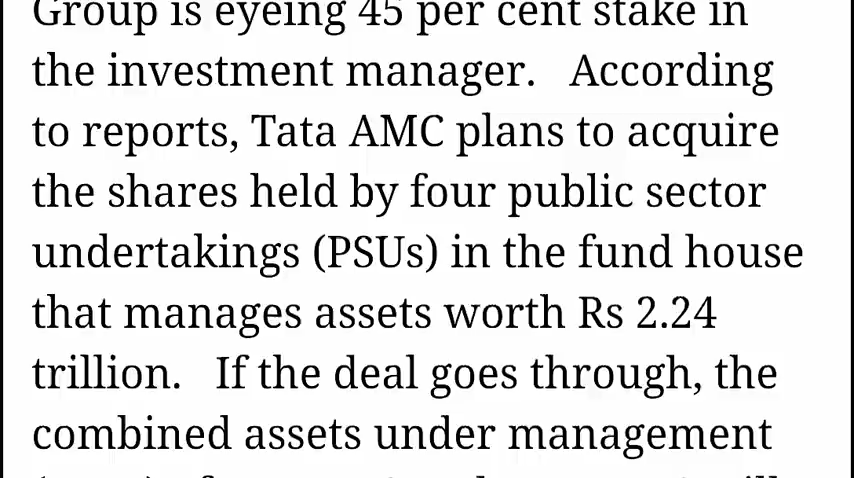 Group is eyeing 45 per cent stake in
the investment manager. According
to reports, Tata AMC plans to acquire
the shares held by four public sector
undertakings (PSUs) in the fund house
that manages assets worth Rs 2.24
trillion. If the deal goes through, the
combined assets under management